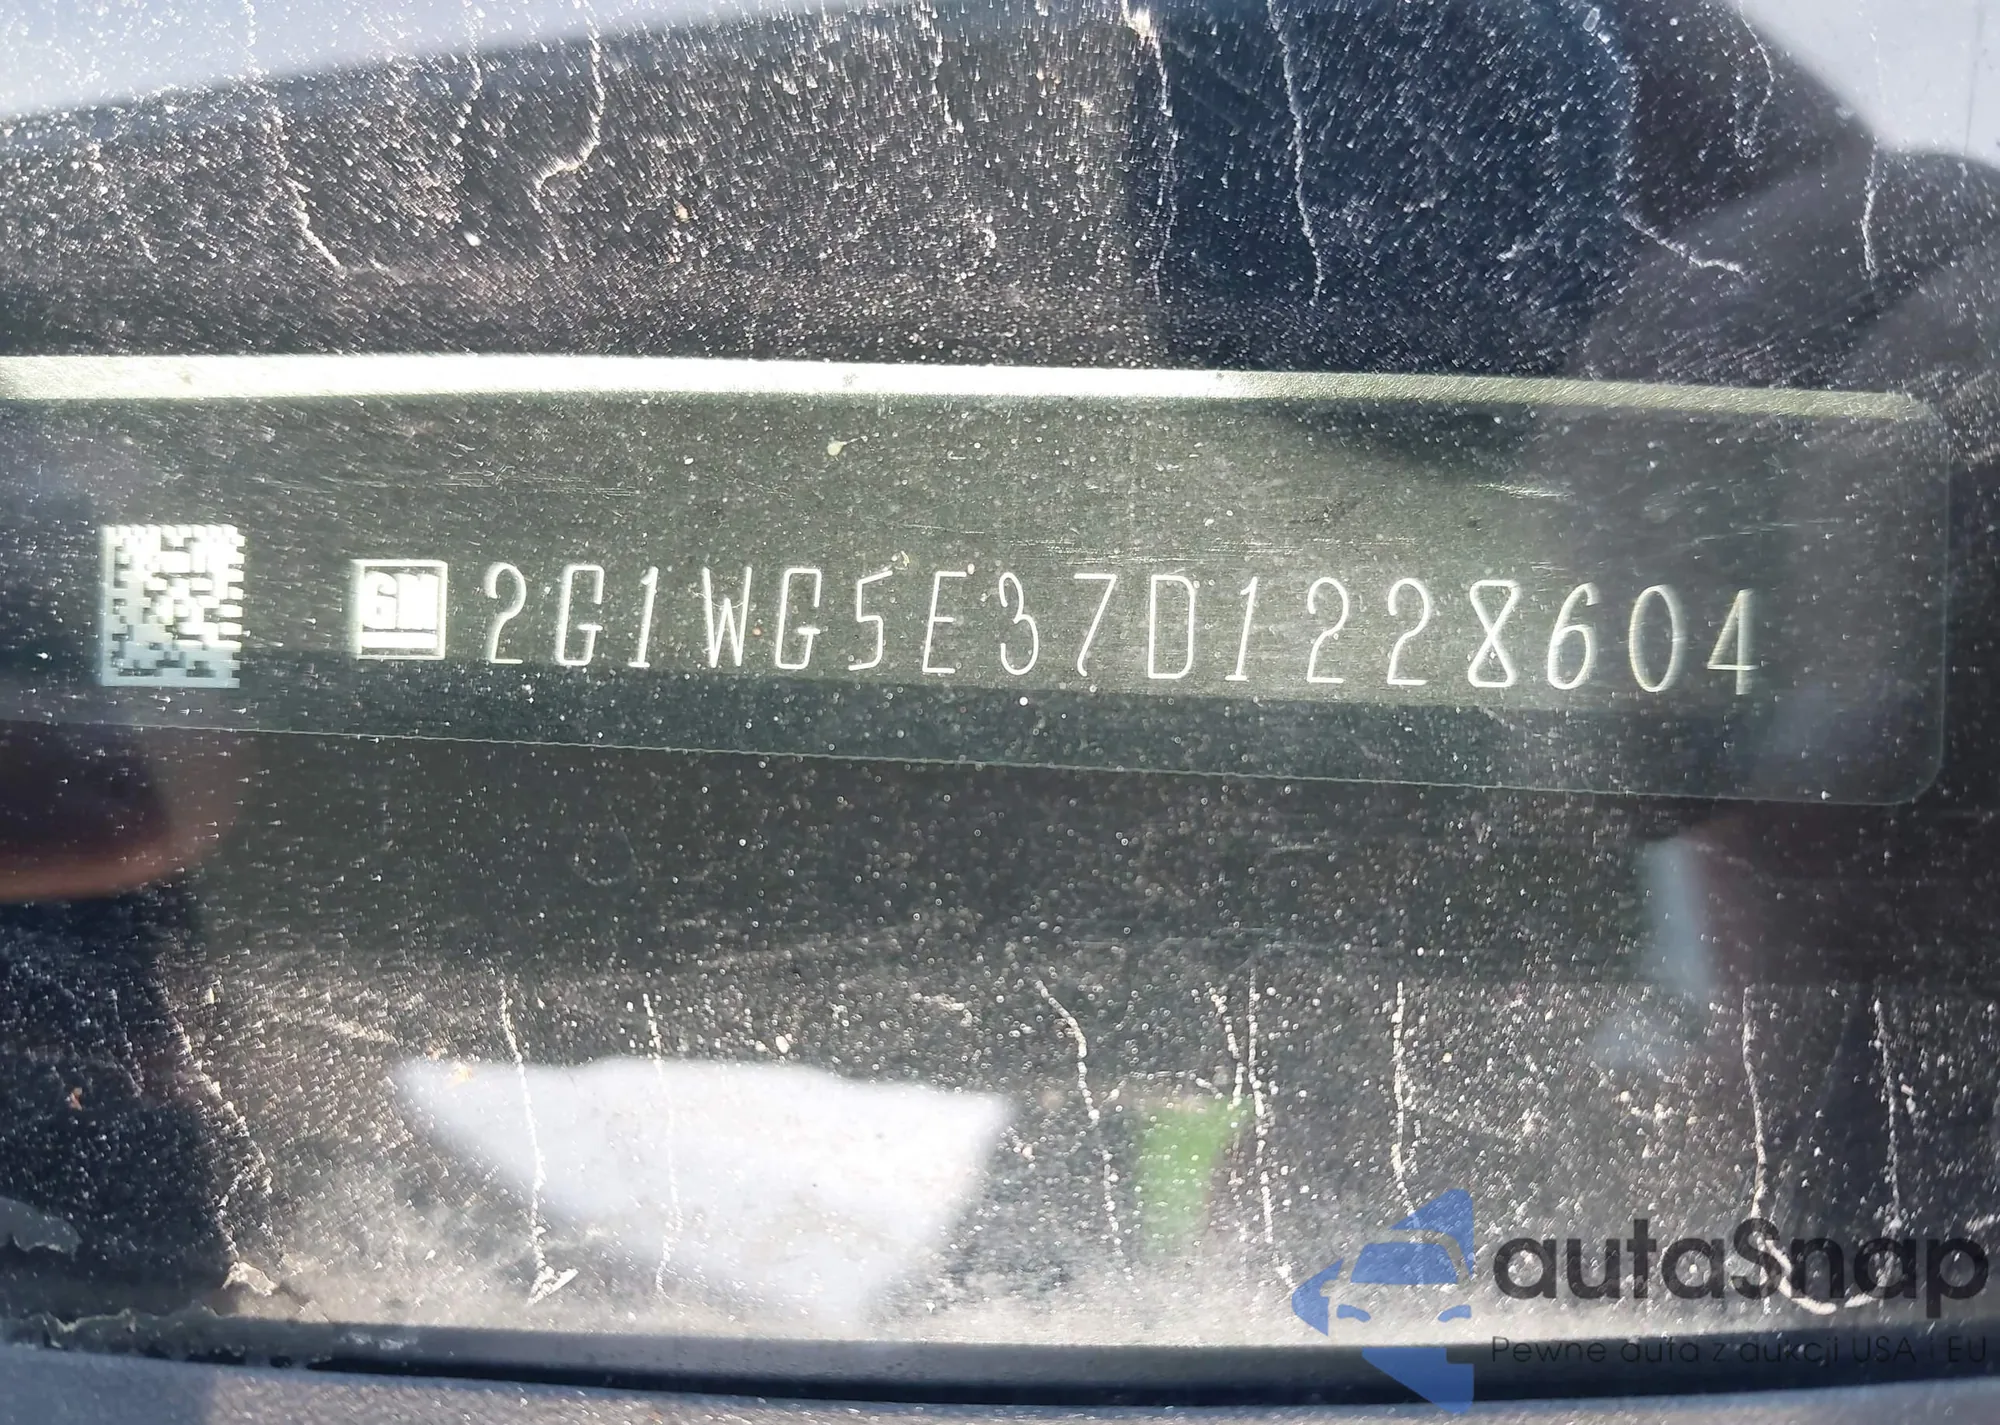 GM 2G1WG5E37D1228604
autaSnap
Pewne auta z aukcji USA i EU